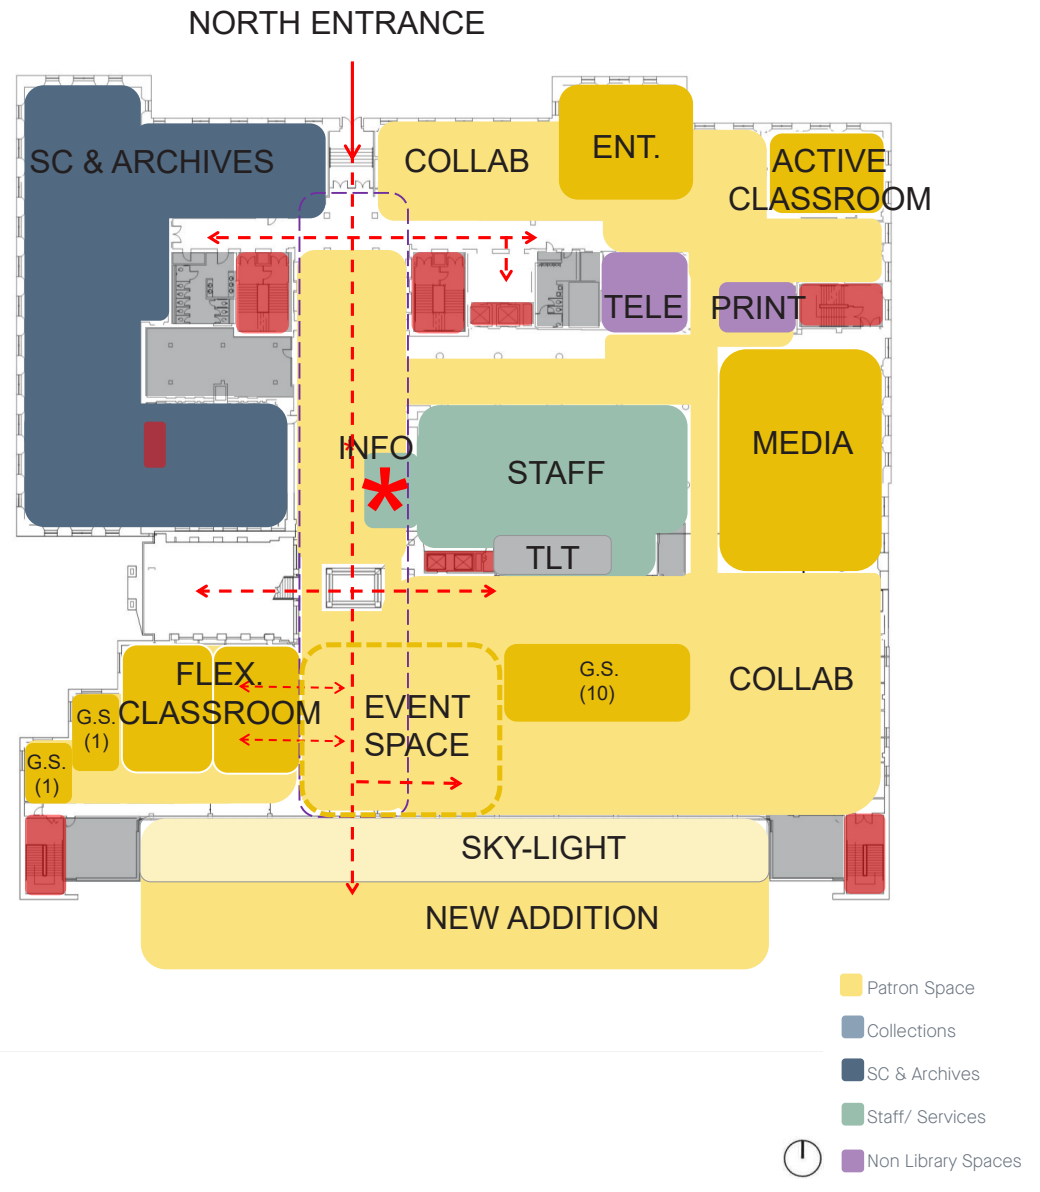 NORTH ENTRANCE
SC & ARCHIVES
COLLAB
ENT.
ACTIVE
CLASSROOM
TELE
PRINT
INFO
*
STAFF
MEDIA
TLT
FLEX.
CLASSROOM
G.S.
(1)
G.S.
(1)
EVENT
SPACE
G.S.
(10)
COLLAB
SKY-LIGHT
NEW ADDITION
Patron Space
Collections
SC & Archives
Staff/ Services
Non Library Spaces